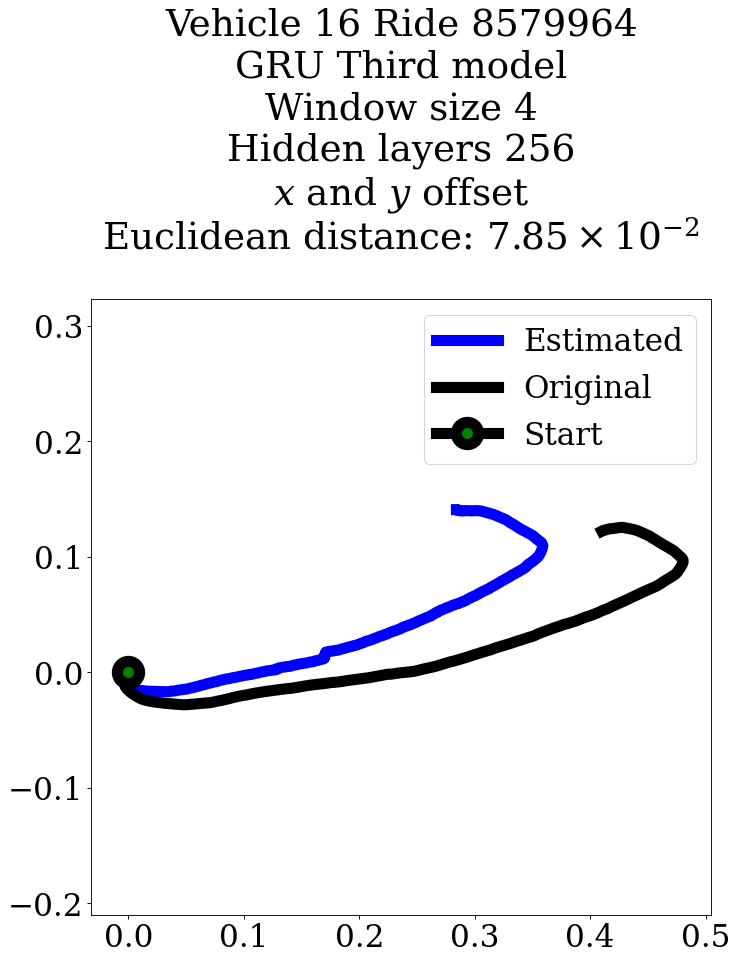 Vehicle 16 Ride 8579964
GRU Third model
Window size 4
Hidden layers 256
x and y offset
Euclidean distance: 7.85 × 10⁻²
Estimated
Original
Start
0.3
0.2
0.1
0.0
−0.1
−0.2
0.0 0.1 0.2 0.3 0.4 0.5